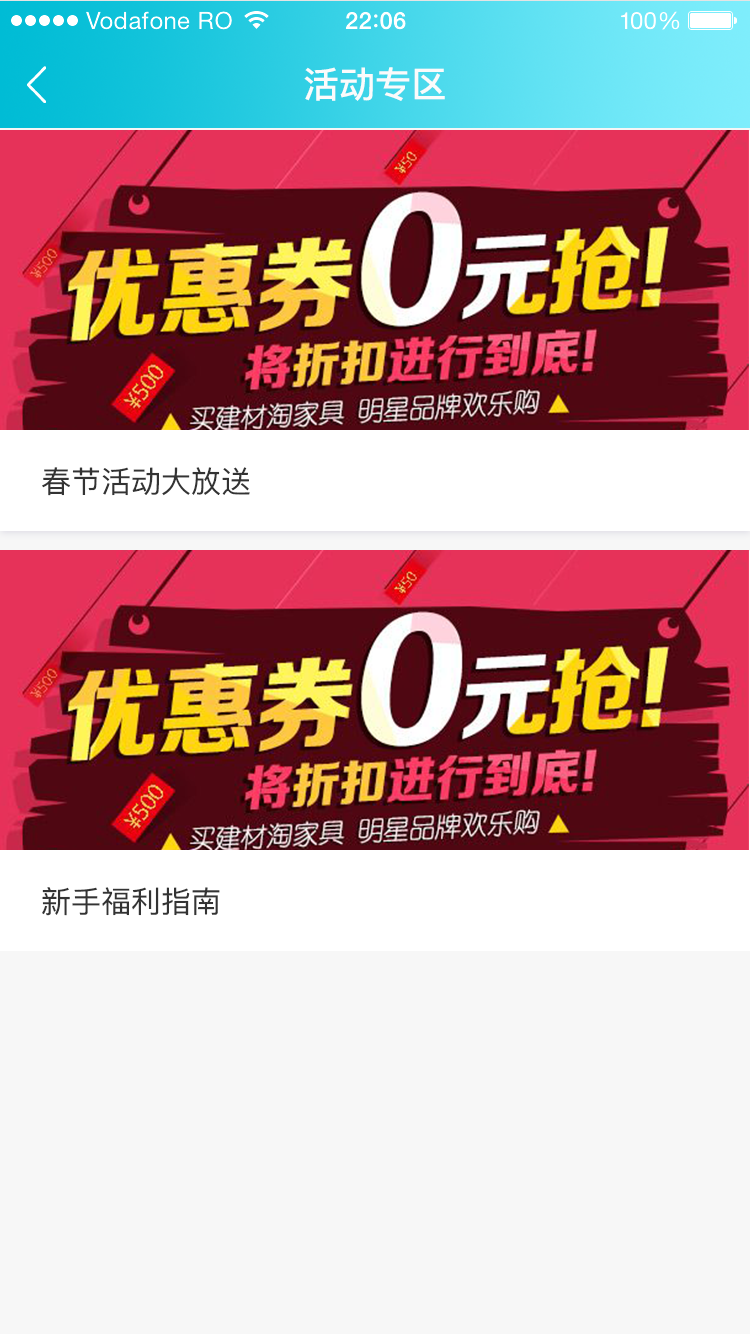 Vodafone RO 22:06 100%
活动专区
¥50
¥500
优惠券0元抢!
将折扣进行到底!
¥500
买建材淘家具 明星品牌欢乐购
春节活动大放送
¥50
¥500
优惠券0元抢!
将折扣进行到底!
¥500
买建材淘家具 明星品牌欢乐购
新手福利指南